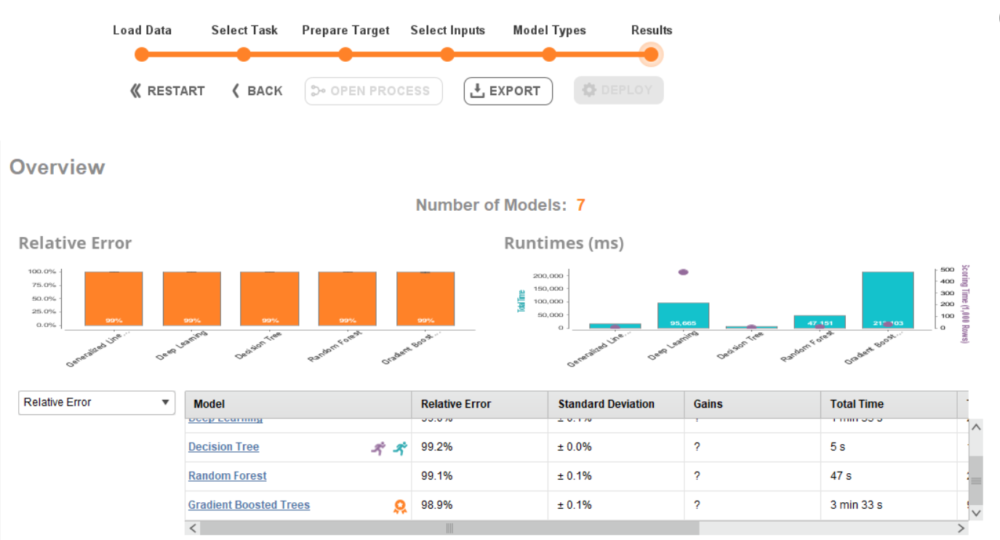 Load Data Select Task Prepare Target Select Inputs Model Types Results
RESTART BACK OPEN PROCESS EXPORT DEPLOY
Overview
Number of Models: 7
Relative Error
100.0%
75.0%
50.0%
25.0%
0.0%
99% 99% 99% 99% 99%
Generalized Line... Deep Learning Decision Tree Random Forest Gradient Boost...
Runtimes (ms)
Total Time
200,000
150,000
100,000
50,000
0
95,665 47,151
500
400
300
200
100
0
Scoring Time (1,000 Rows)
Generalized Line... Deep Learning Decision Tree Random Forest Gradient Boost...
Relative Error
Model Relative Error Standard Deviation Gains Total Time
Deep Learning
Decision Tree 99.2% ± 0.0% ? 5 s
Random Forest 99.1% ± 0.1% ? 47 s
Gradient Boosted Trees 98.9% ± 0.1% ? 3 min 33 s